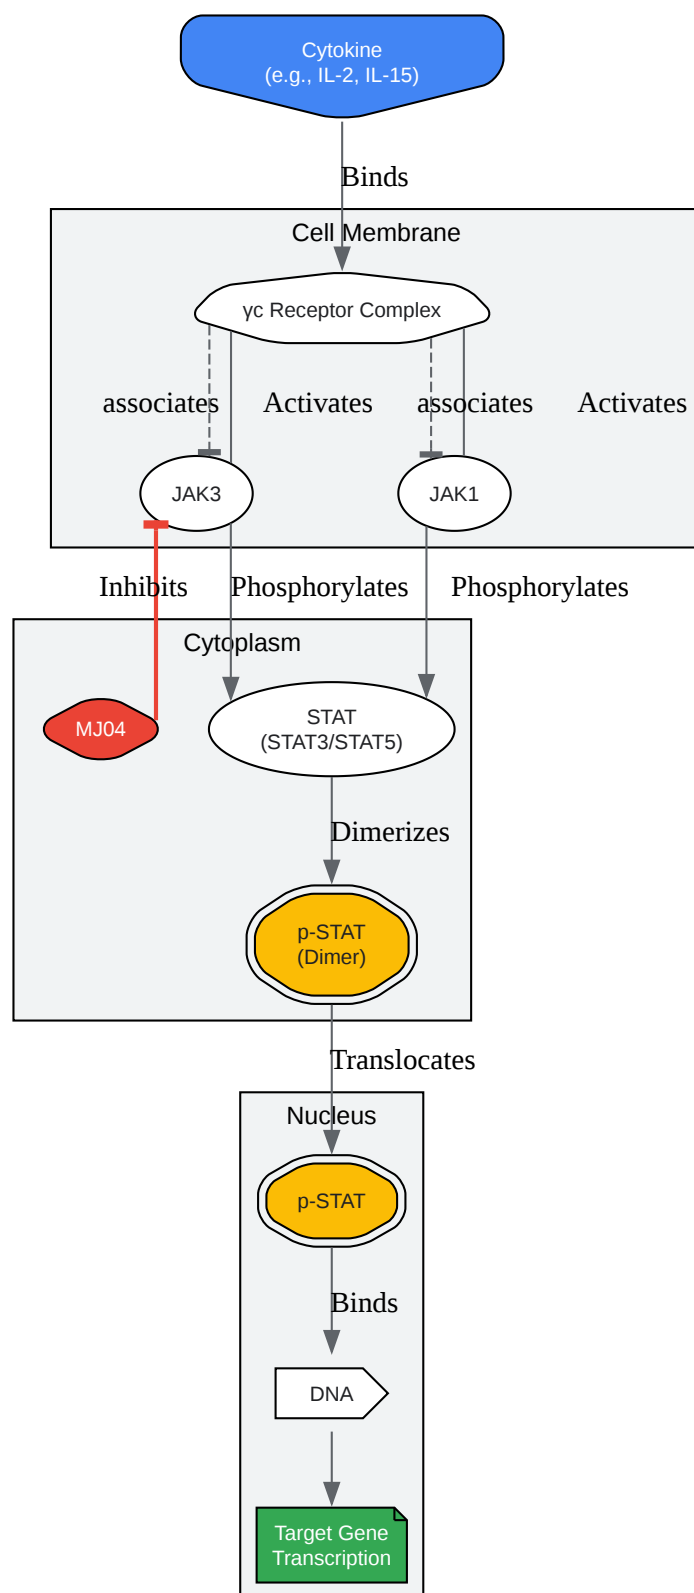 Cytokine
(e.g., IL-2, IL-15)
Binds
Cell Membrane
γc Receptor Complex
associates
Activates
associates
Activates
JAK3
JAK1
Inhibits
Phosphorylates
Phosphorylates
Cytoplasm
MJ04
STAT
(STAT3/STAT5)
Dimerizes
p-STAT
(Dimer)
Translocates
Nucleus
p-STAT
Binds
DNA
Target Gene
Transcription